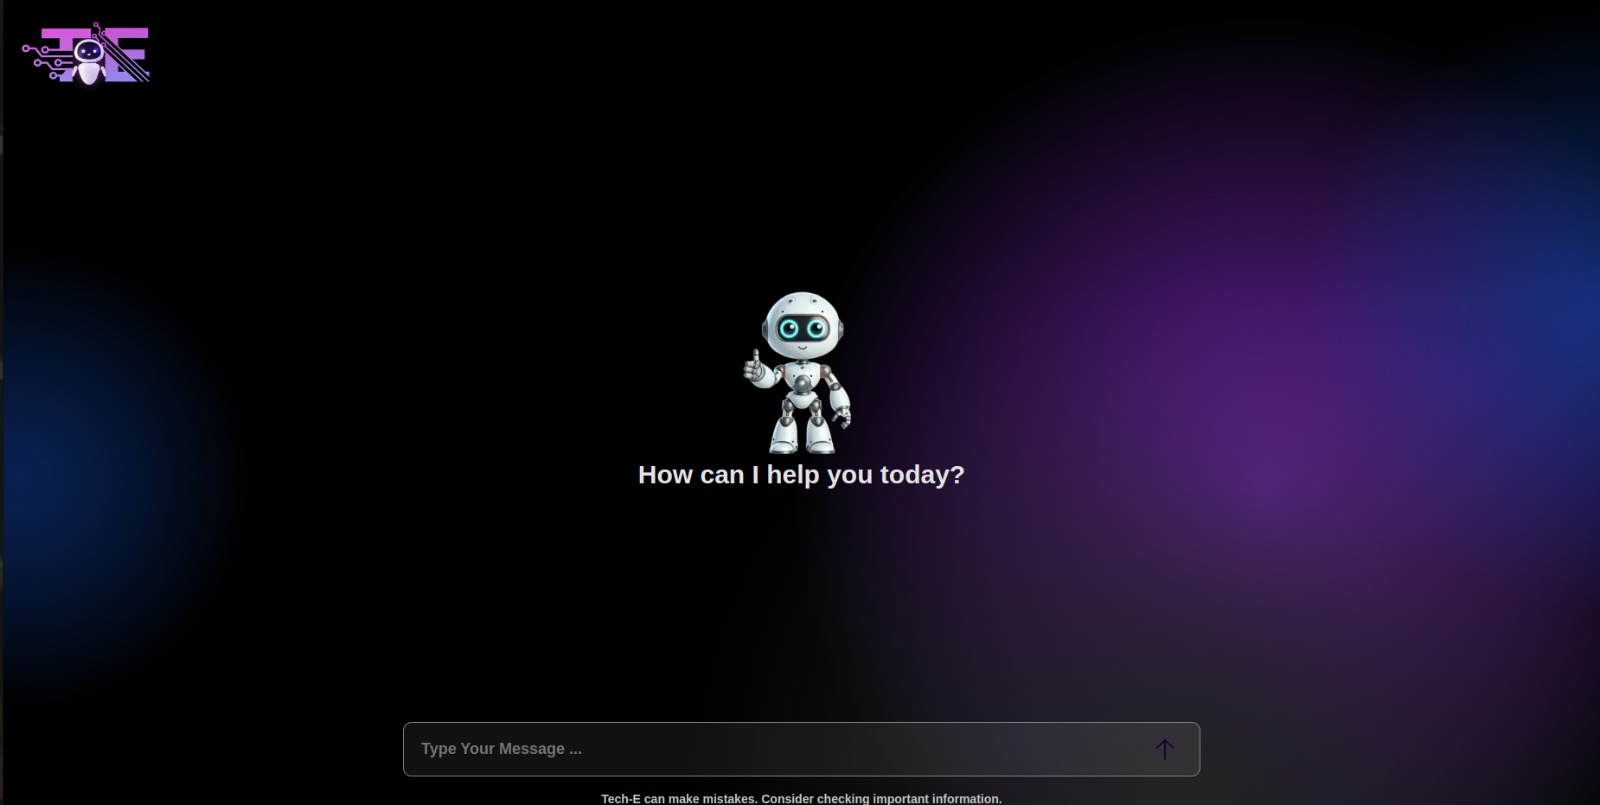 TE
How can I help you today?
Type Your Message ...
Tech-E can make mistakes. Consider checking important information.